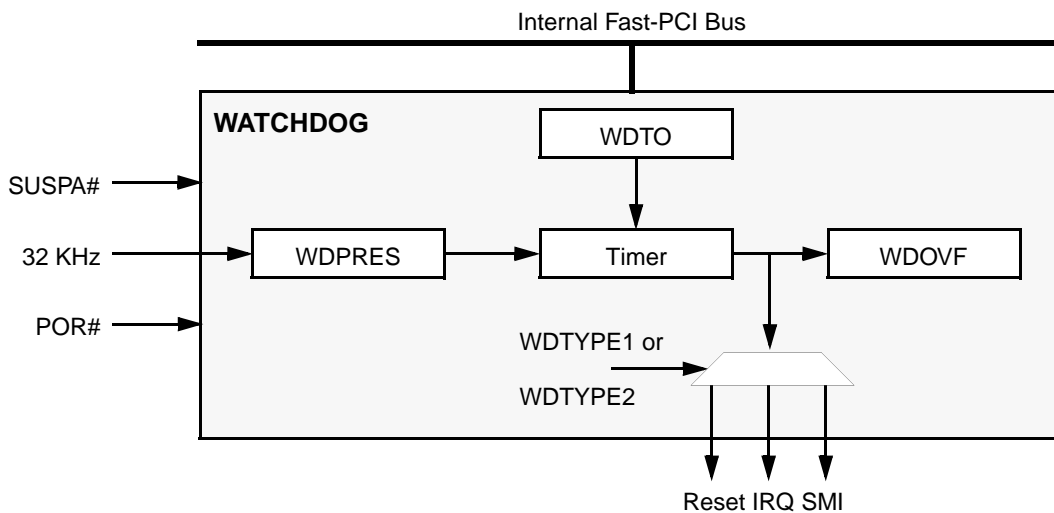 Internal Fast-PCI Bus
WATCHDOG
WDTO
SUSPA#
32 KHz
WDPRES
Timer
WDOVF
POR#
WDTYPE1 or
WDTYPE2
Reset IRQ SMI